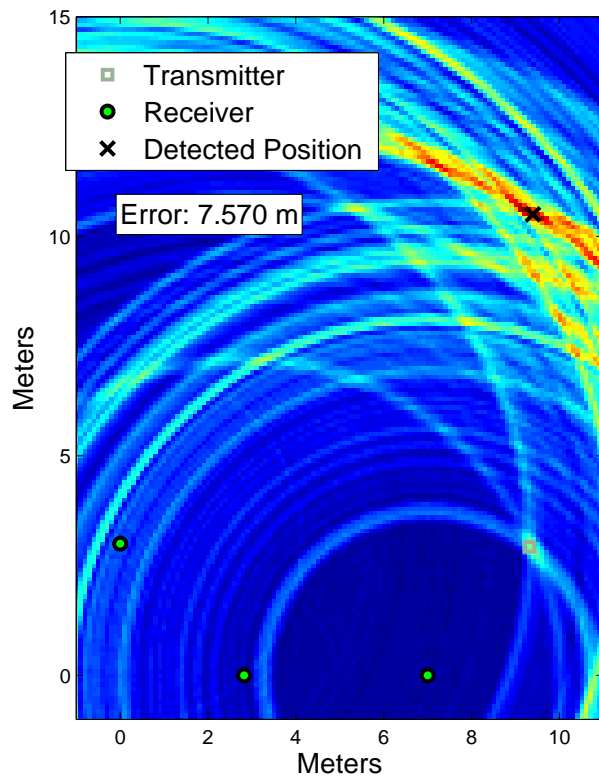 15
Transmitter
Receiver
Detected Position
Error: 7.570 m
10
5
0
0
2
4
6
8
10
Meters
Meters